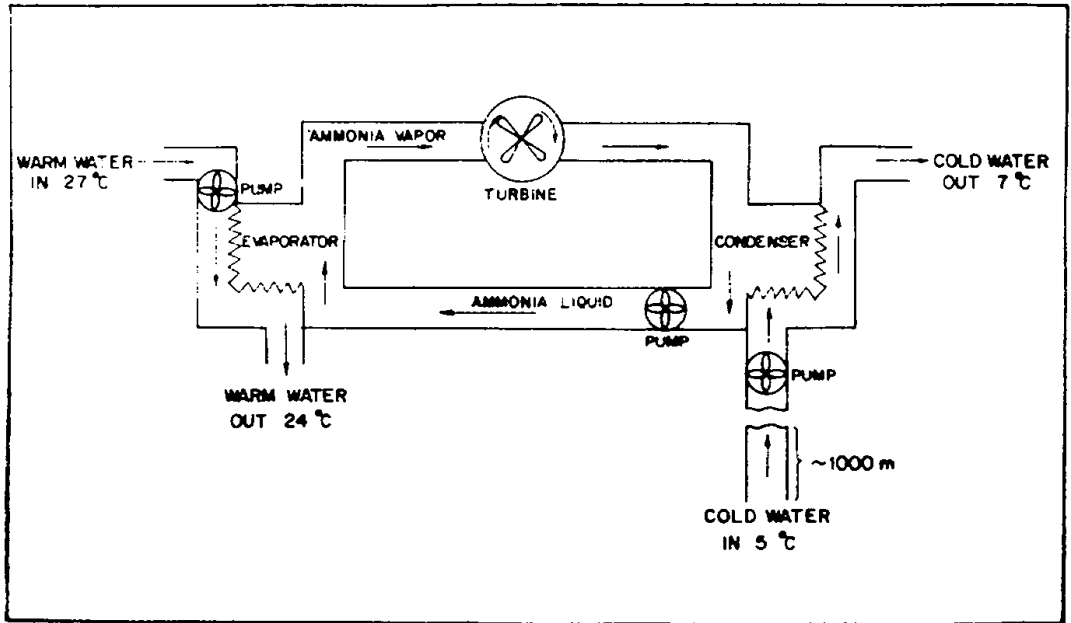 AMMONIA VAPOR
TURBINE
WARM WATER
IN 27°C
PUMP
COLD WATER
OUT 7°C
EVAPORATOR
CONDENSER
AMMONIA LIQUID
PUMP
PUMP
WARM WATER
OUT 24°C
~1000 m
COLD WATER
IN 5°C